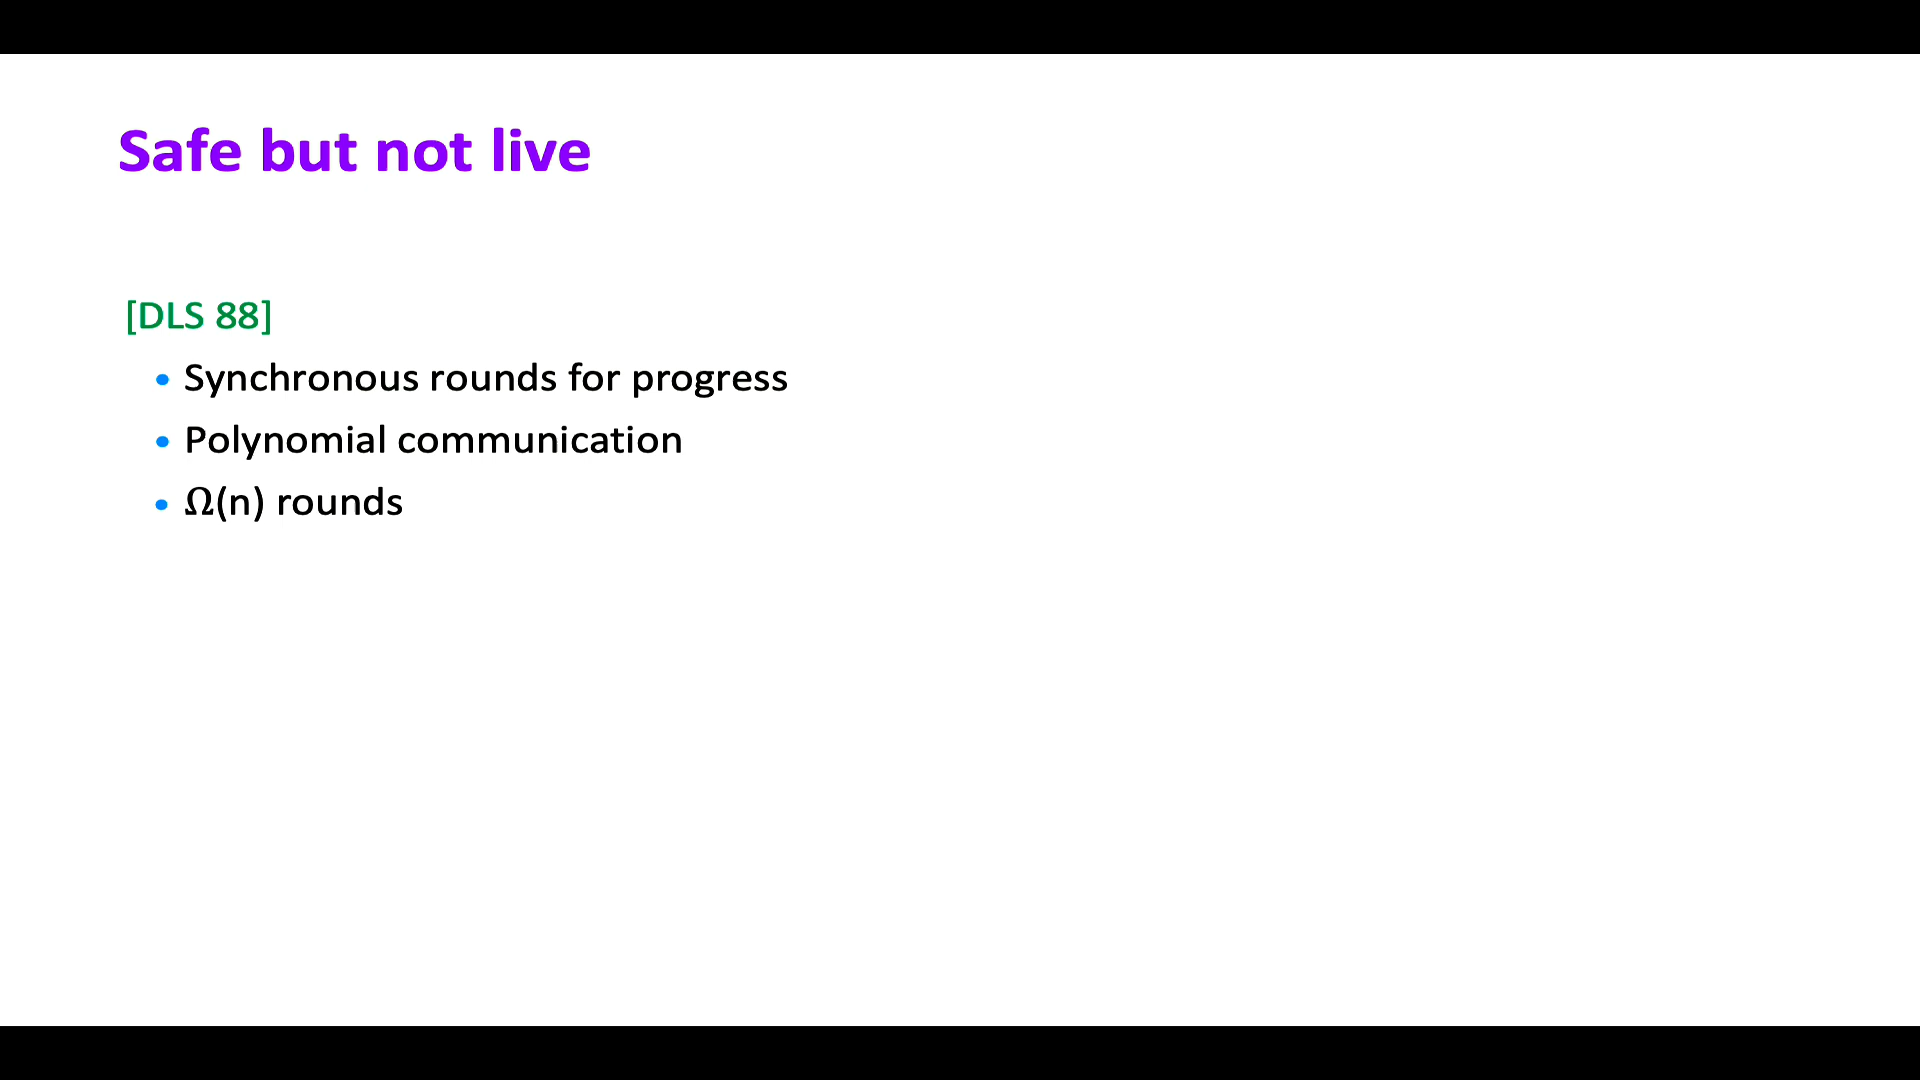 Safe but not live
[DLS 88]
• Synchronous rounds for progress
• Polynomial communication
• Ω(n) rounds